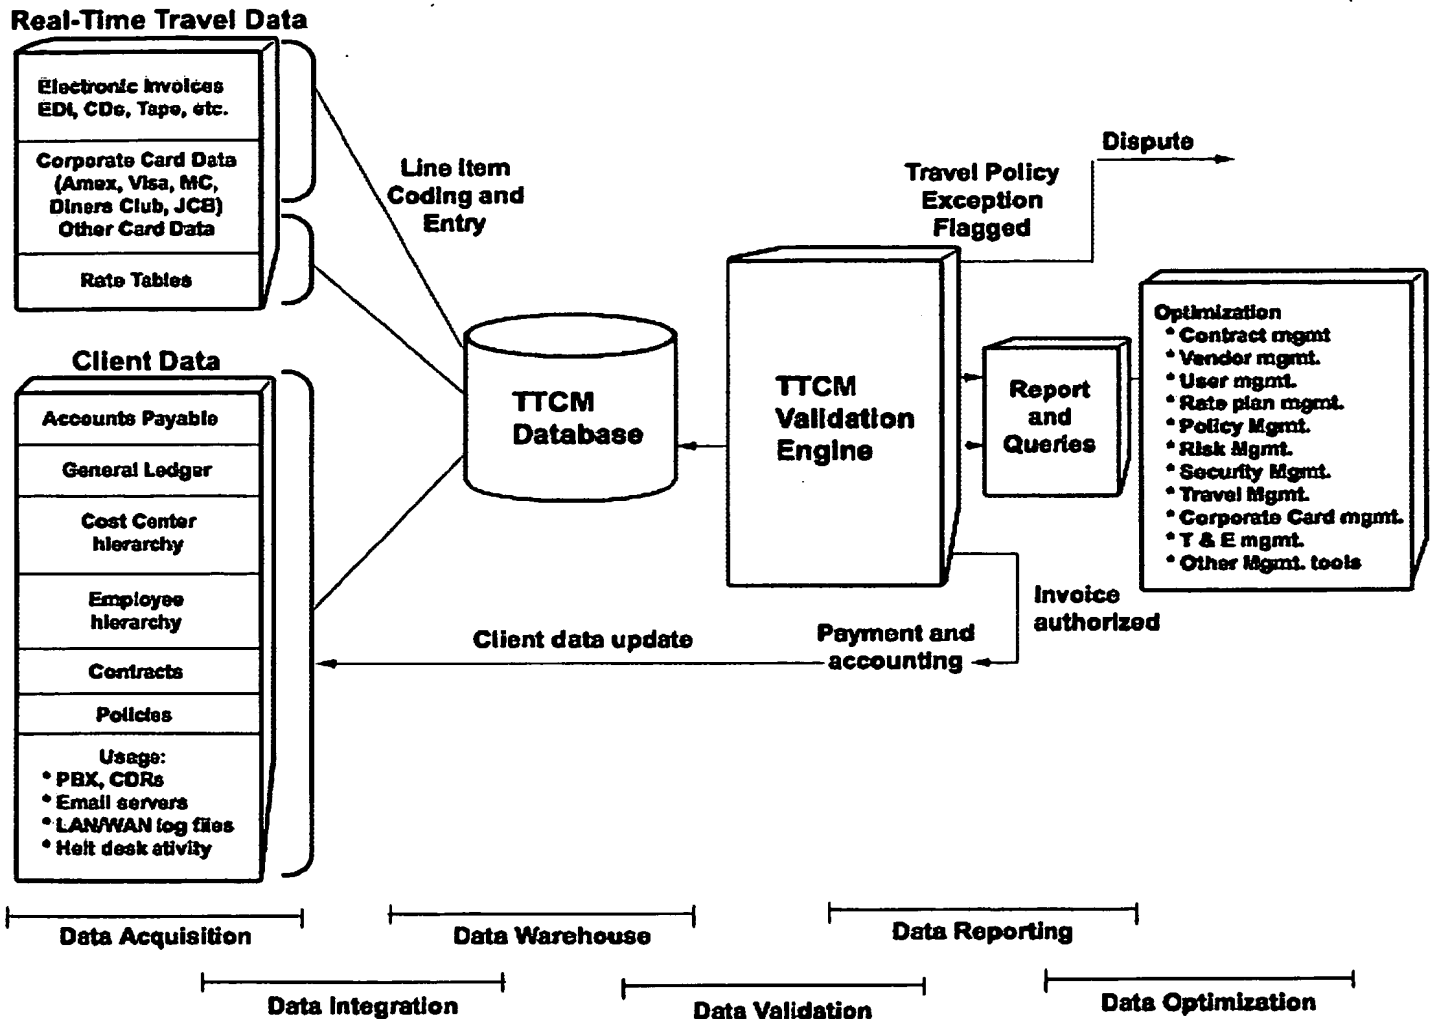 Real-Time Travel Data
Electronic Invoices
EDI, CDs, Tape, etc.
Corporate Card Data
(Amex, Visa, MC,
Diners Club, JCB)
Other Card Data
Rate Tables
Client Data
Accounts Payable
General Ledger
Cost Center
hierarchy
Employee
hierarchy
Contracts
Policies
Usage:
* PBX, CDRs
* Email servers
* LAN/WAN log files
* Helt desk ativity
Line Item
Coding and
Entry
TTCM
Database
TTCM
Validation
Engine
Travel Policy
Exception
Flagged
Dispute
Report
and
Queries
Optimization
* Contract mgmt
* Vendor mgmt.
* User mgmt.
* Rate plan mgmt.
* Policy Mgmt.
* Risk Mgmt.
* Security Mgmt.
* Travel Mgmt.
* Corporate Card mgmt.
* T & E mgmt.
* Other Mgmt. tools
Invoice
authorized
Payment and
accounting
Client data update
Data Acquisition
Data Warehouse
Data Reporting
Data Integration
Data Validation
Data Optimization